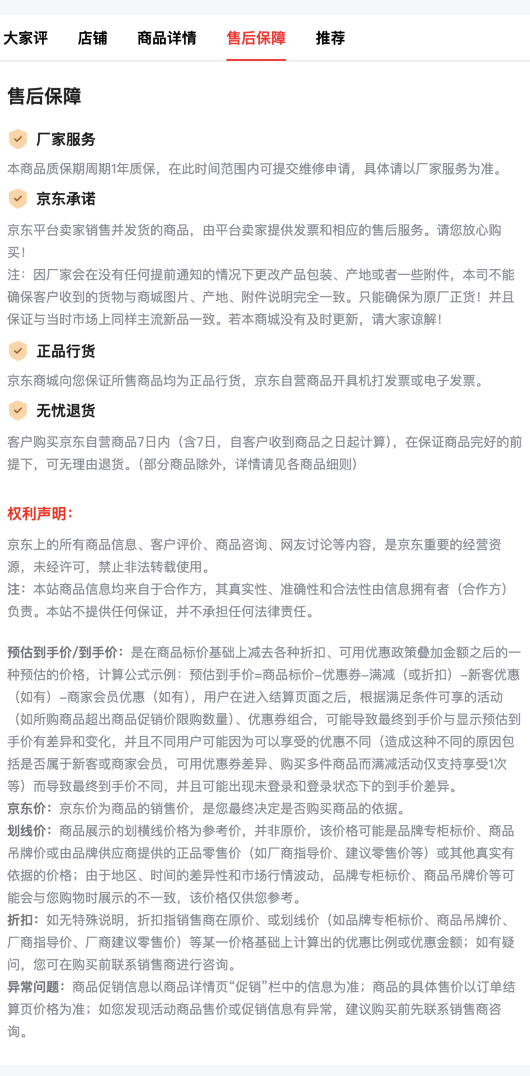 大家评 店铺 商品详情 售后保障 推荐
售后保障
厂家服务
本商品质保期周期1年质保，在此时间范围内可提交维修申请，具体请以厂家服务为准。
京东承诺
京东平台卖家销售并发货的商品，由平台卖家提供发票和相应的售后服务。请您放心购
买！
注：因厂家会在没有任何提前通知的情况下更改产品包装、产地或者一些附件，本司不能
确保客户收到的货物与商城图片、产地、附件说明完全一致。只能确保为原厂正货！并且
保证与当时市场上同样主流新品一致。若本商城没有及时更新，请大家谅解！
正品行货
京东商城向您保证所售商品均为正品行货，京东自营商品开具机打发票或电子发票。
无忧退货
客户购买京东自营商品7日内（含7日，自客户收到商品之日起计算），在保证商品完好的前
提下，可无理由退货。（部分商品除外，详情请见各商品细则）
权利声明：
京东上的所有商品信息、客户评价、商品咨询、网友讨论等内容，是京东重要的经营资
源，未经许可，禁止非法转载使用。
注：本站商品信息均来自于合作方，其真实性、准确性和合法性由信息拥有者（合作方）
负责。本站不提供任何保证，并不承担任何法律责任。
预估到手价/到手价：是在商品标价基础上减去各种折扣、可用优惠政策叠加金额之后的一
种预估的价格，计算公式示例：预估到手价=商品标价-优惠券-满减（或折扣）-新客优惠
（如有）-商家会员优惠（如有），用户在进入结算页面之后，根据满足条件可享的活动
（如所购商品超出商品促销价限购数量）、优惠券组合，可能导致最终到手价与显示预估到
手价有差异和变化，并且不同用户可能因为可以享受的优惠不同（造成这种不同的原因包
括是否属于新客或商家会员，可用优惠券差异、购买多件商品而满减活动仅支持享受1次
等）而导致最终到手价不同，并且可能出现未登录和登录状态下的到手价差异。
京东价：京东价为商品的销售价，是您最终决定是否购买商品的依据。
划线价：商品展示的划横线价格为参考价，并非原价，该价格可能是品牌专柜标价、商品
吊牌价或由品牌供应商提供的正品零售价（如厂商指导价、建议零售价等）或其他真实有
依据的价格；由于地区、时间的差异性和市场行情波动，品牌专柜标价、商品吊牌价等可
能会与您购物时展示的不一致，该价格仅供您参考。
折扣：如无特殊说明，折扣指销售商在原价、或划线价（如品牌专柜标价、商品吊牌价、
厂商指导价、厂商建议零售价）等某一价格基础上计算出的优惠比例或优惠金额；如有疑
问，您可在购买前联系销售商进行咨询。
异常问题：商品促销信息以商品详情页“促销”栏中的信息为准；商品的具体售价以订单结
算页价格为准；如您发现活动商品售价或促销信息有异常，建议购买前先联系销售商咨
询。